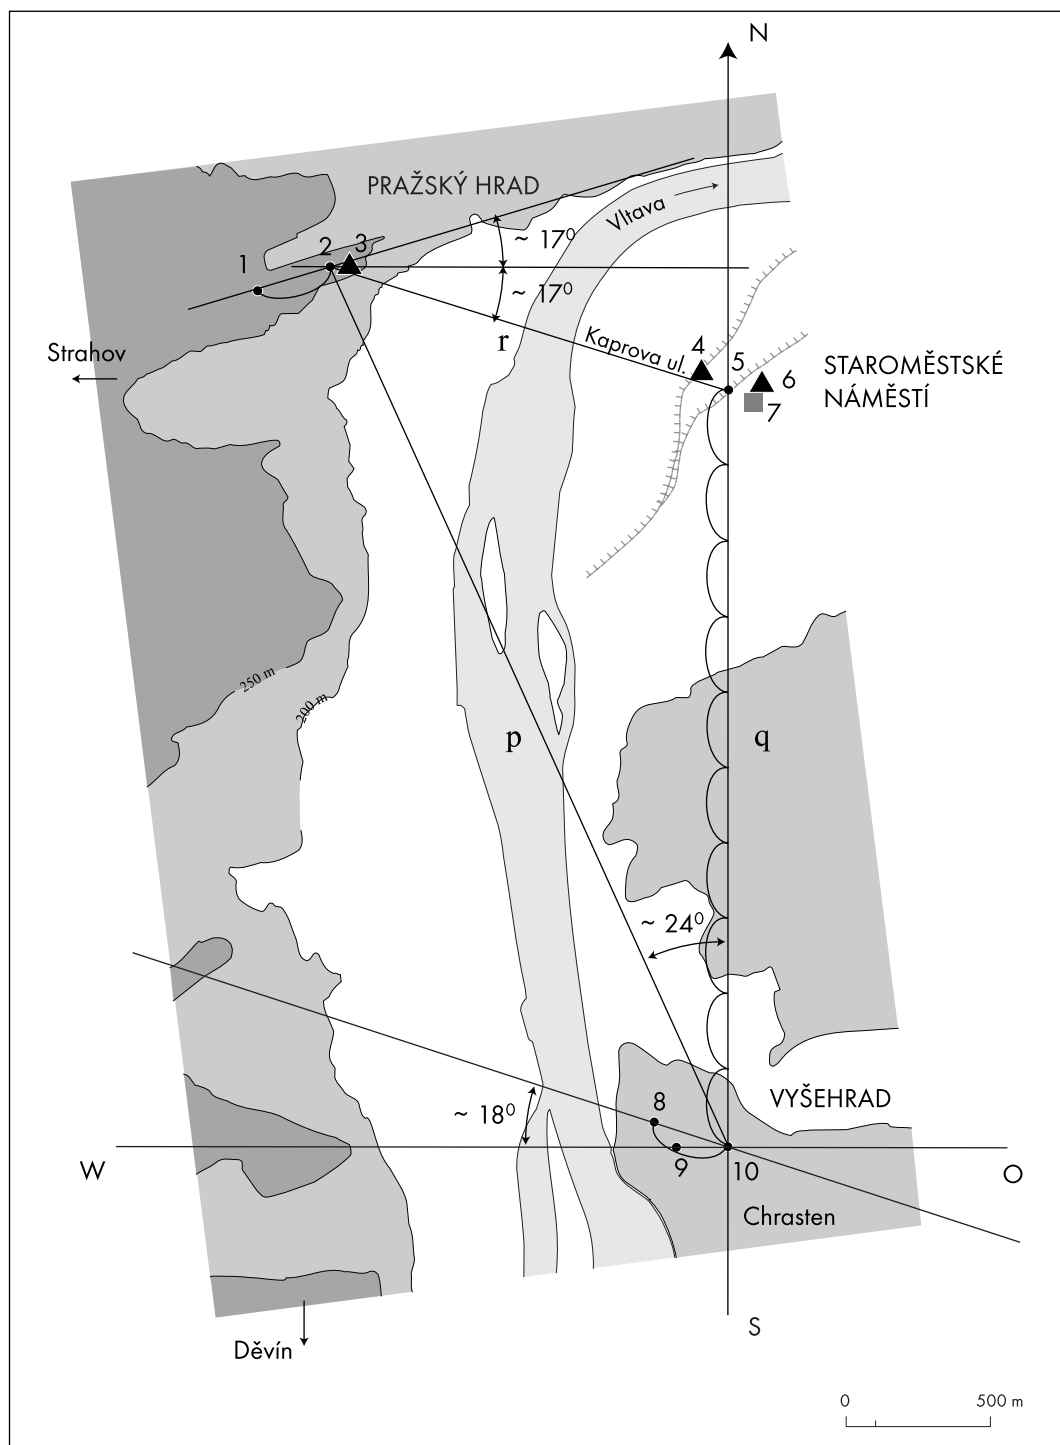 N
PRAŽSKÝ HRAD
Vltava
~ 17⁰
1
2
3
~ 17⁰
r
Kaprova ul.
4
5
6
7
Strahov
STAROMĚSTSKÉ
NÁMĚSTÍ
250 m
200 m
p
q
~ 24⁰
~ 18⁰
8
VYŠEHRAD
W
9
10
O
Chrasten
S
Děvín
0 500 m